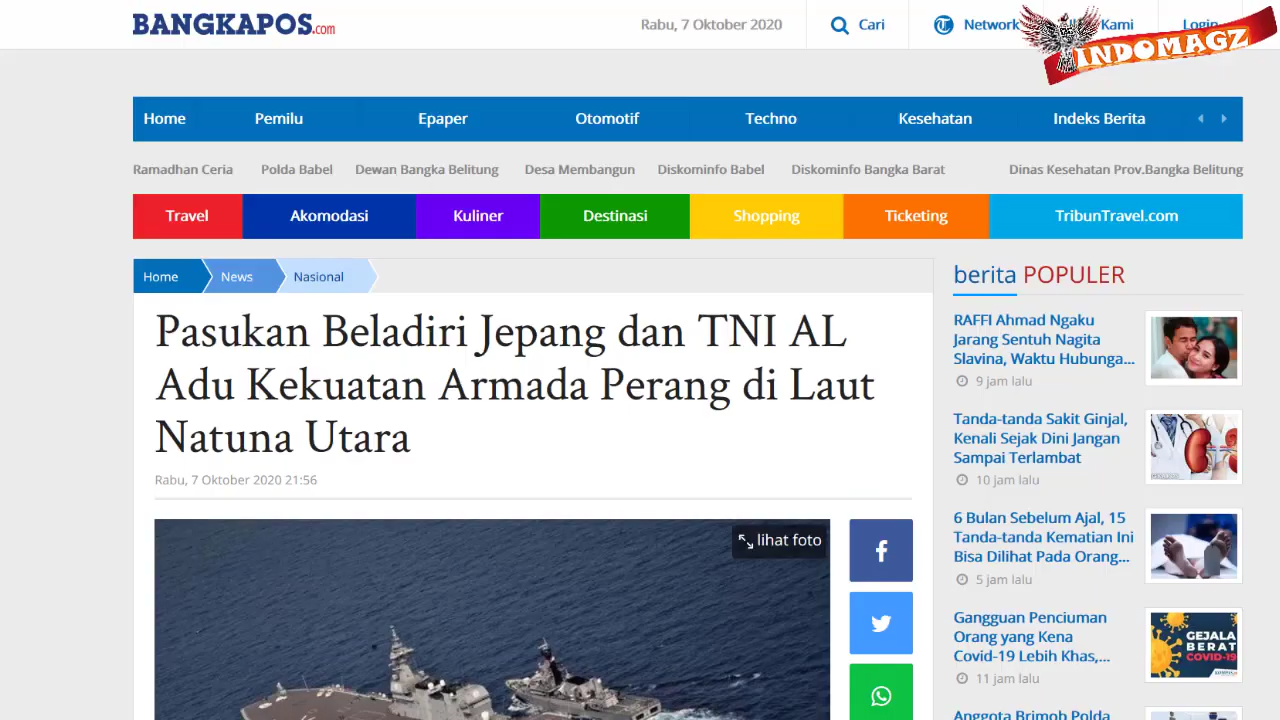 BANGKAPOS.com
Rabu, 7 Oktober 2020
Cari
Network
Kami
Login
INDOMAGZ
Home Pemilu Epaper Otomotif Techno Kesehatan Indeks Berita
Ramadhan Ceria Polda Babel Dewan Bangka Belitung Desa Membangun Diskominfo Babel Diskominfo Bangka Barat Dinas Kesehatan Prov.Bangka Belitung
Travel Akomodasi Kuliner Destinasi Shopping Ticketing TribunTravel.com
Home News Nasional
Pasukan Beladiri Jepang dan TNI AL
Adu Kekuatan Armada Perang di Laut
Natuna Utara
Rabu, 7 Oktober 2020 21:56
lihat foto
berita POPULER
RAFFI Ahmad Ngaku
Jarang Sentuh Nagita
Slavina, Waktu Hubunga...
9 jam lalu
Tanda-tanda Sakit Ginjal,
Kenali Sejak Dini Jangan
Sampai Terlambat
10 jam lalu
6 Bulan Sebelum Ajal, 15
Tanda-tanda Kematian Ini
Bisa Dilihat Pada Orang...
5 jam lalu
Gangguan Penciuman
Orang yang Kena
Covid-19 Lebih Khas,...
11 jam lalu
GEJALA
BERAT
COVID-19
Anggota Brimob Polda